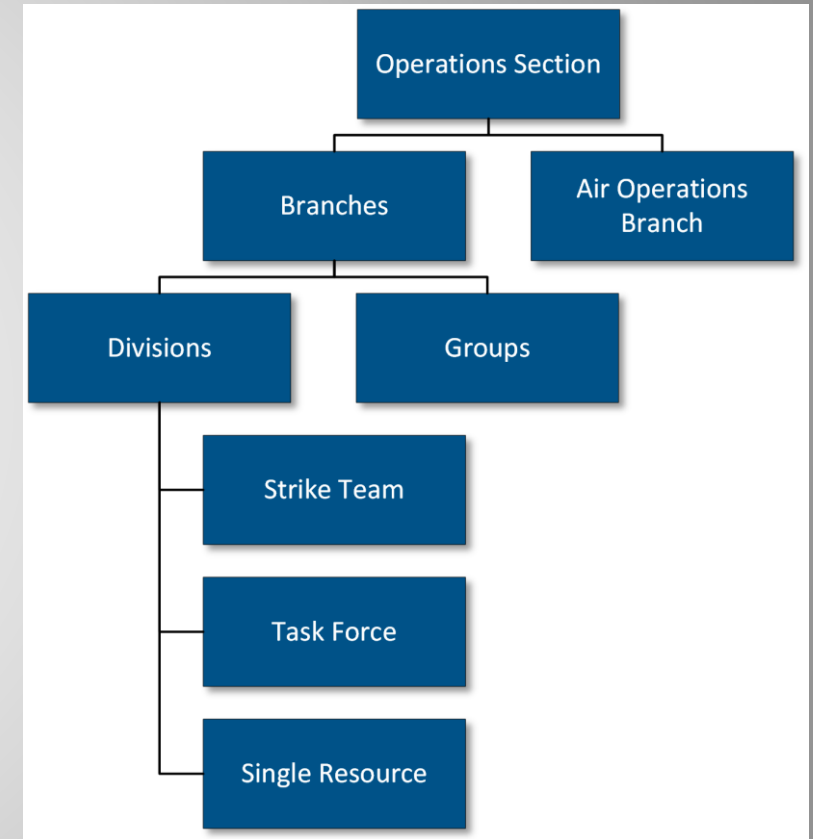 Operations Section
Branches
Air Operations
Branch
Divisions
Groups
Strike Team
Task Force
Single Resource